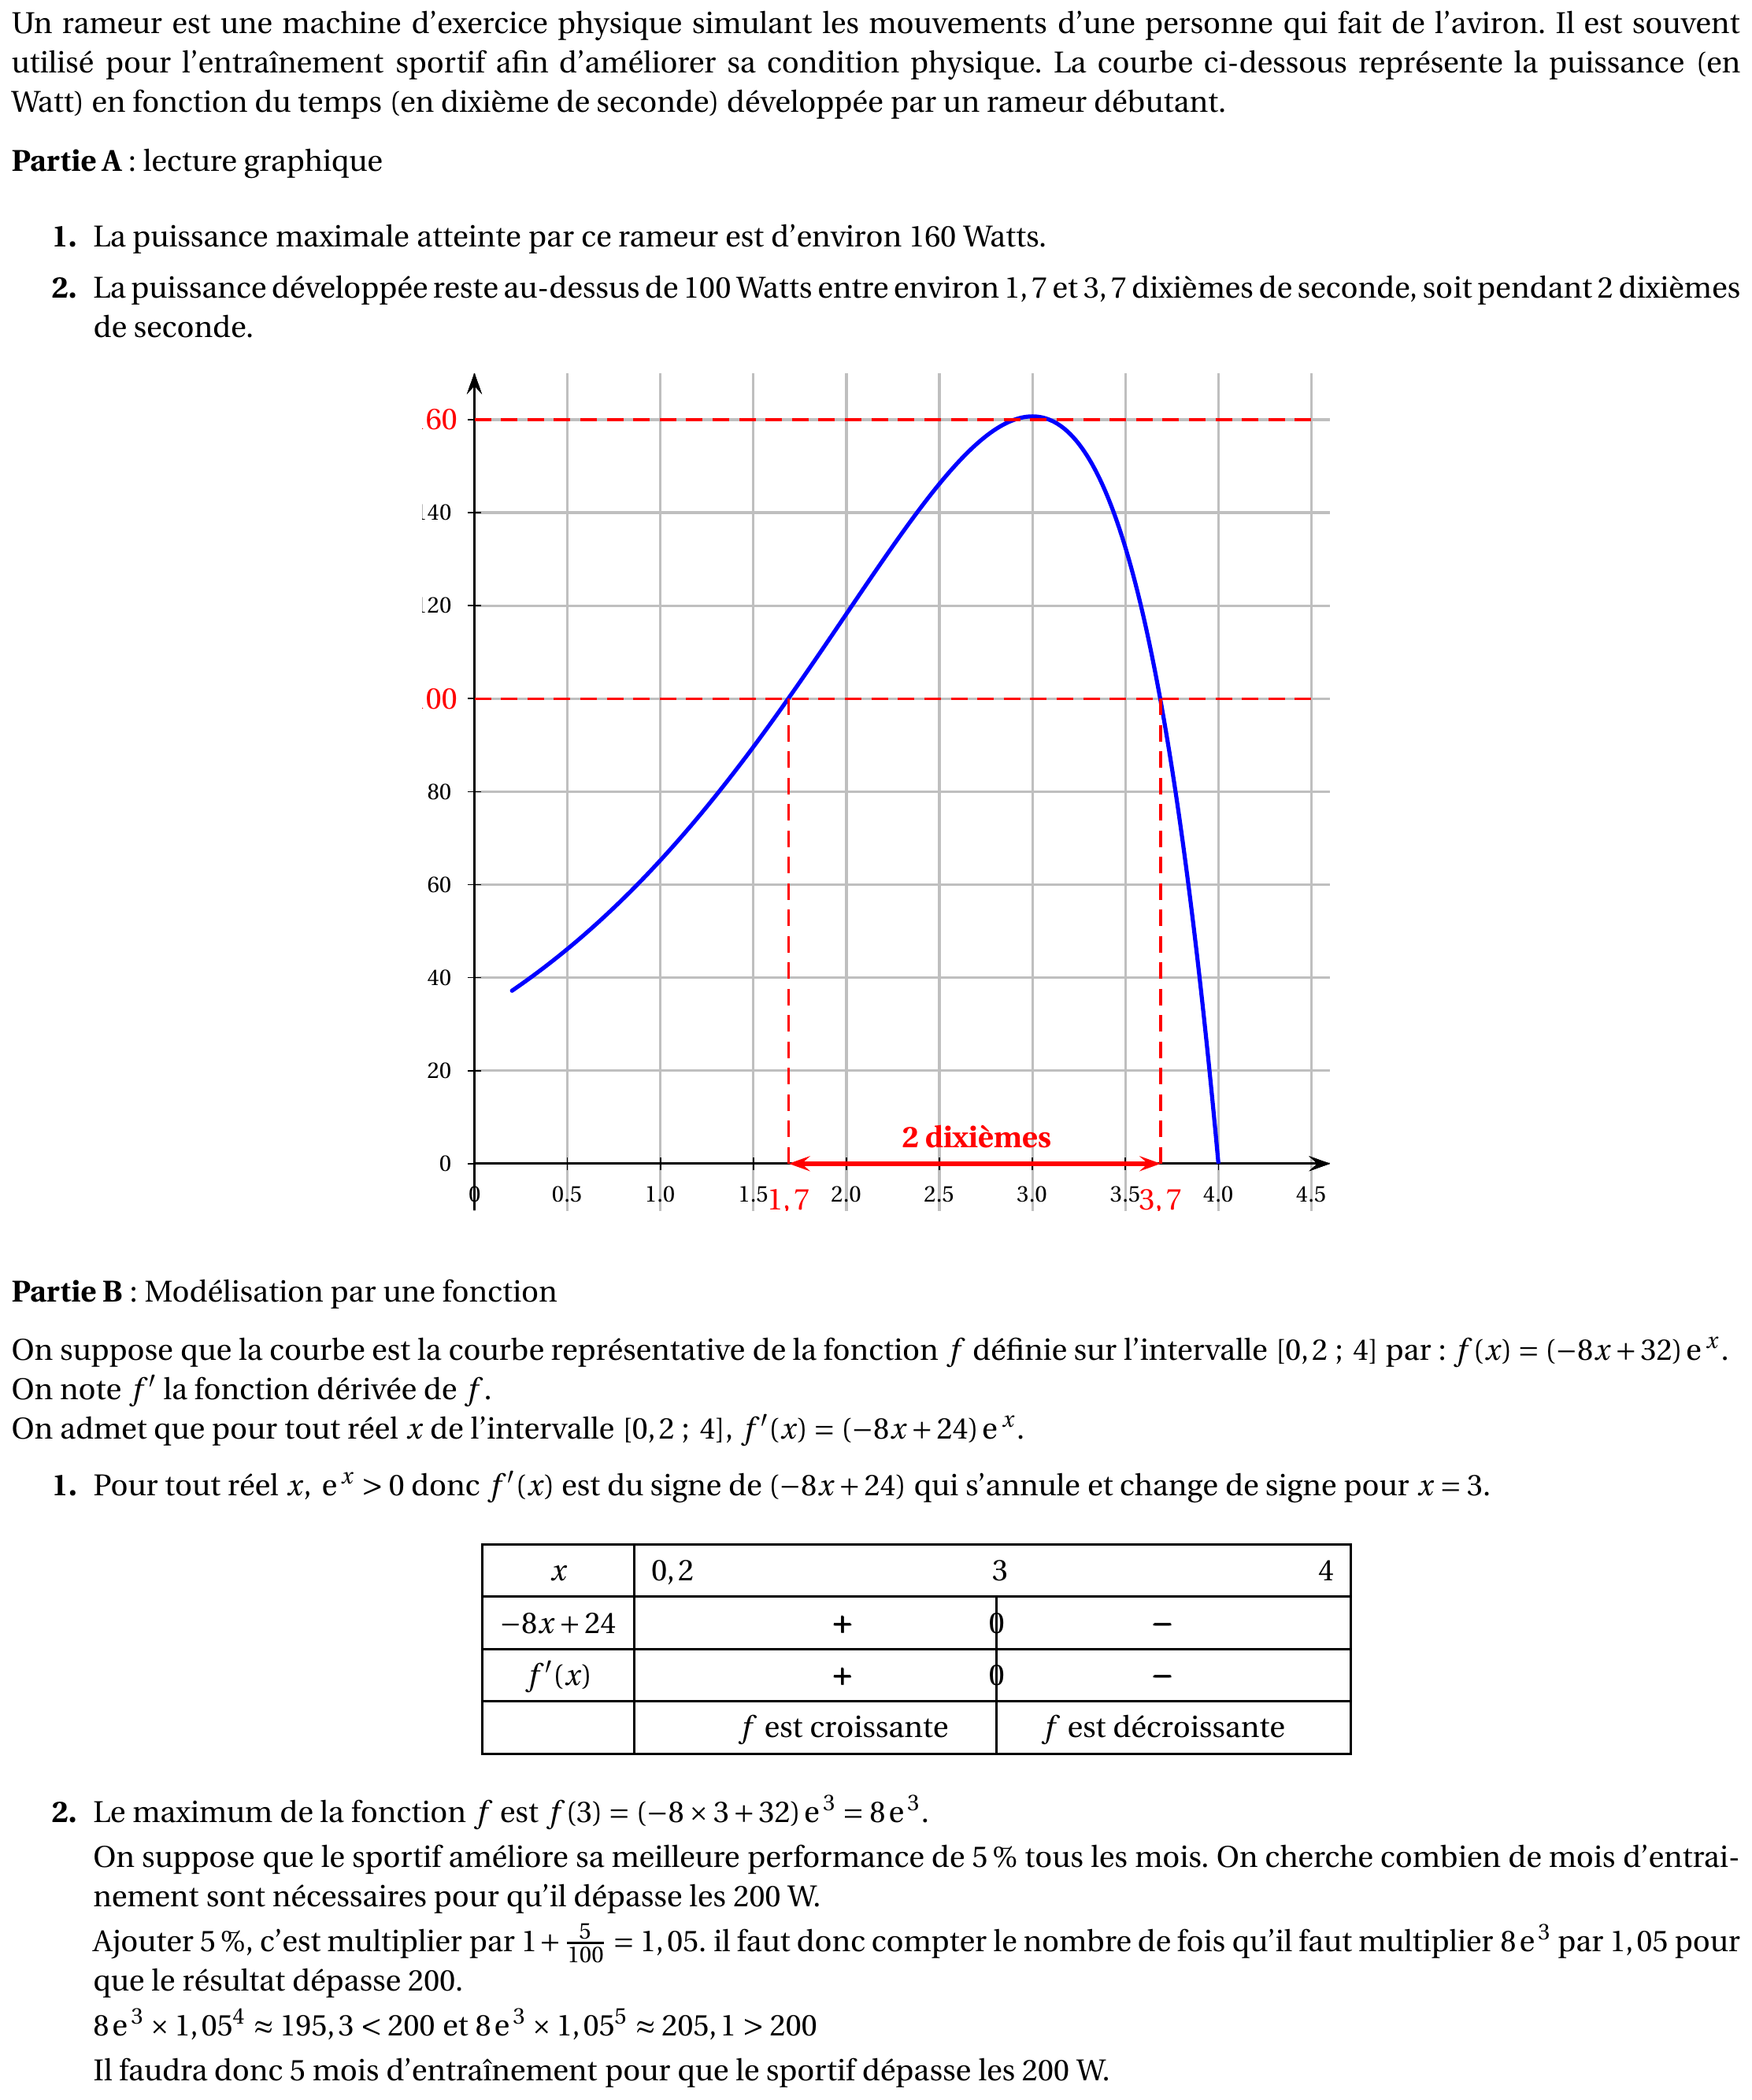 Un rameur est une machine d'exercice physique simulant les mouvements d'une personne qui fait de l'aviron. Il est souvent
utilisé pour l'entraînement sportif afin d'améliorer sa condition physique. La courbe ci-dessous représente la puissance (en
Watt) en fonction du temps (en dixième de seconde) développée par un rameur débutant.
Partie A : lecture graphique
1. La puissance maximale atteinte par ce rameur est d'environ 160 Watts.
2. La puissance développée reste au-dessus de 100 Watts entre environ 1,7 et 3,7 dixièmes de seconde, soit pendant 2 dixièmes
de seconde.
60
140
120
00
80
60
40
20
2 dixièmes
0
0 0.5 1.0 1.5 1,7 2.0 2.5 3.0 3.5 3,7 4.0 4.5
Partie B : Modélisation par une fonction
On suppose que la courbe est la courbe représentative de la fonction f définie sur l'intervalle [0,2 ; 4] par : f(x) = (−8x+32) e^x.
On note f′ la fonction dérivée de f.
On admet que pour tout réel x de l'intervalle [0,2 ; 4], f′(x) = (−8x+24) e^x.
1. Pour tout réel x, e^x > 0 donc f′(x) est du signe de (−8x+24) qui s'annule et change de signe pour x = 3.
x 0,2 3 4
−8x+24 + 0 −
f′(x) + 0 −
f est croissante f est décroissante
2. Le maximum de la fonction f est f(3) = (−8×3+32) e^3 = 8e^3.
On suppose que le sportif améliore sa meilleure performance de 5 % tous les mois. On cherche combien de mois d'entrai-
nement sont nécessaires pour qu'il dépasse les 200 W.
Ajouter 5 %, c'est multiplier par 1 + 5/100 = 1,05. il faut donc compter le nombre de fois qu'il faut multiplier 8e^3 par 1,05 pour
que le résultat dépasse 200.
8e^3 × 1,05^4 ≈ 195,3 < 200 et 8e^3 × 1,05^5 ≈ 205,1 > 200
Il faudra donc 5 mois d'entraînement pour que le sportif dépasse les 200 W.